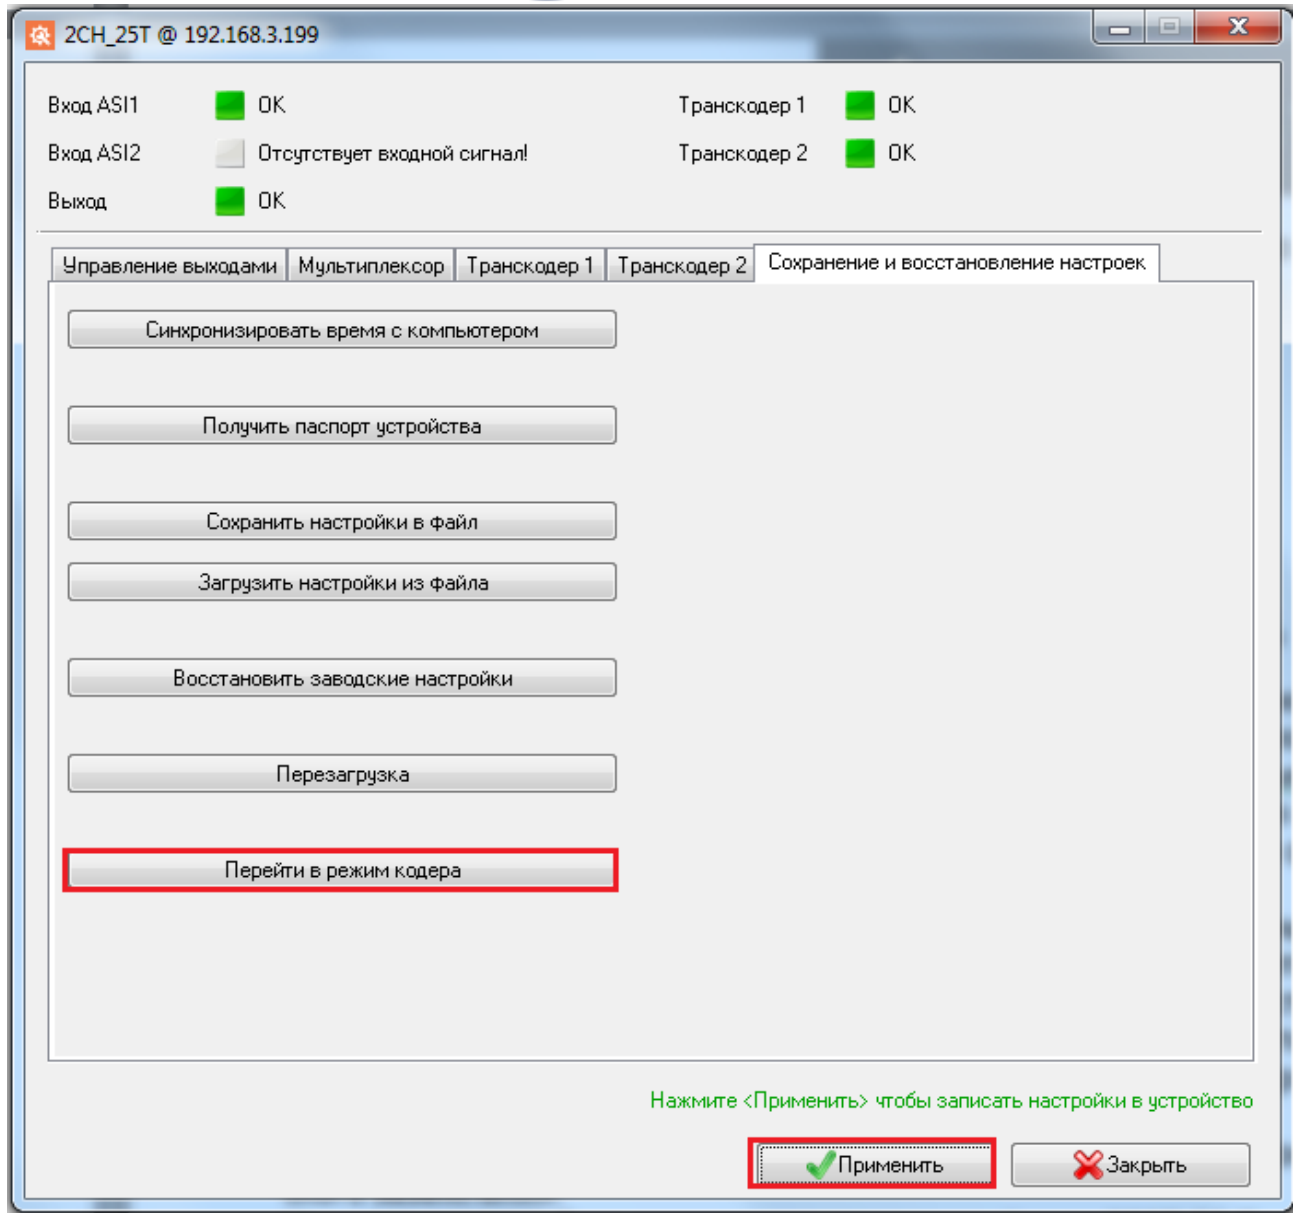 2CH_25T @ 192.168.3.199
Вход ASI1 OK Транскодер 1 OK
Вход ASI2 Отсутствует входной сигнал! Транскодер 2 OK
Выход OK
Управление выходами Мультиплексор Транскодер 1 Транскодер 2 Сохранение и восстановление настроек
Синхронизировать время с компьютером
Получить паспорт устройства
Сохранить настройки в файл
Загрузить настройки из файла
Восстановить заводские настройки
Перезагрузка
Перейти в режим кодера
Нажмите <Применить> чтобы записать настройки в устройство
Применить Закрыть